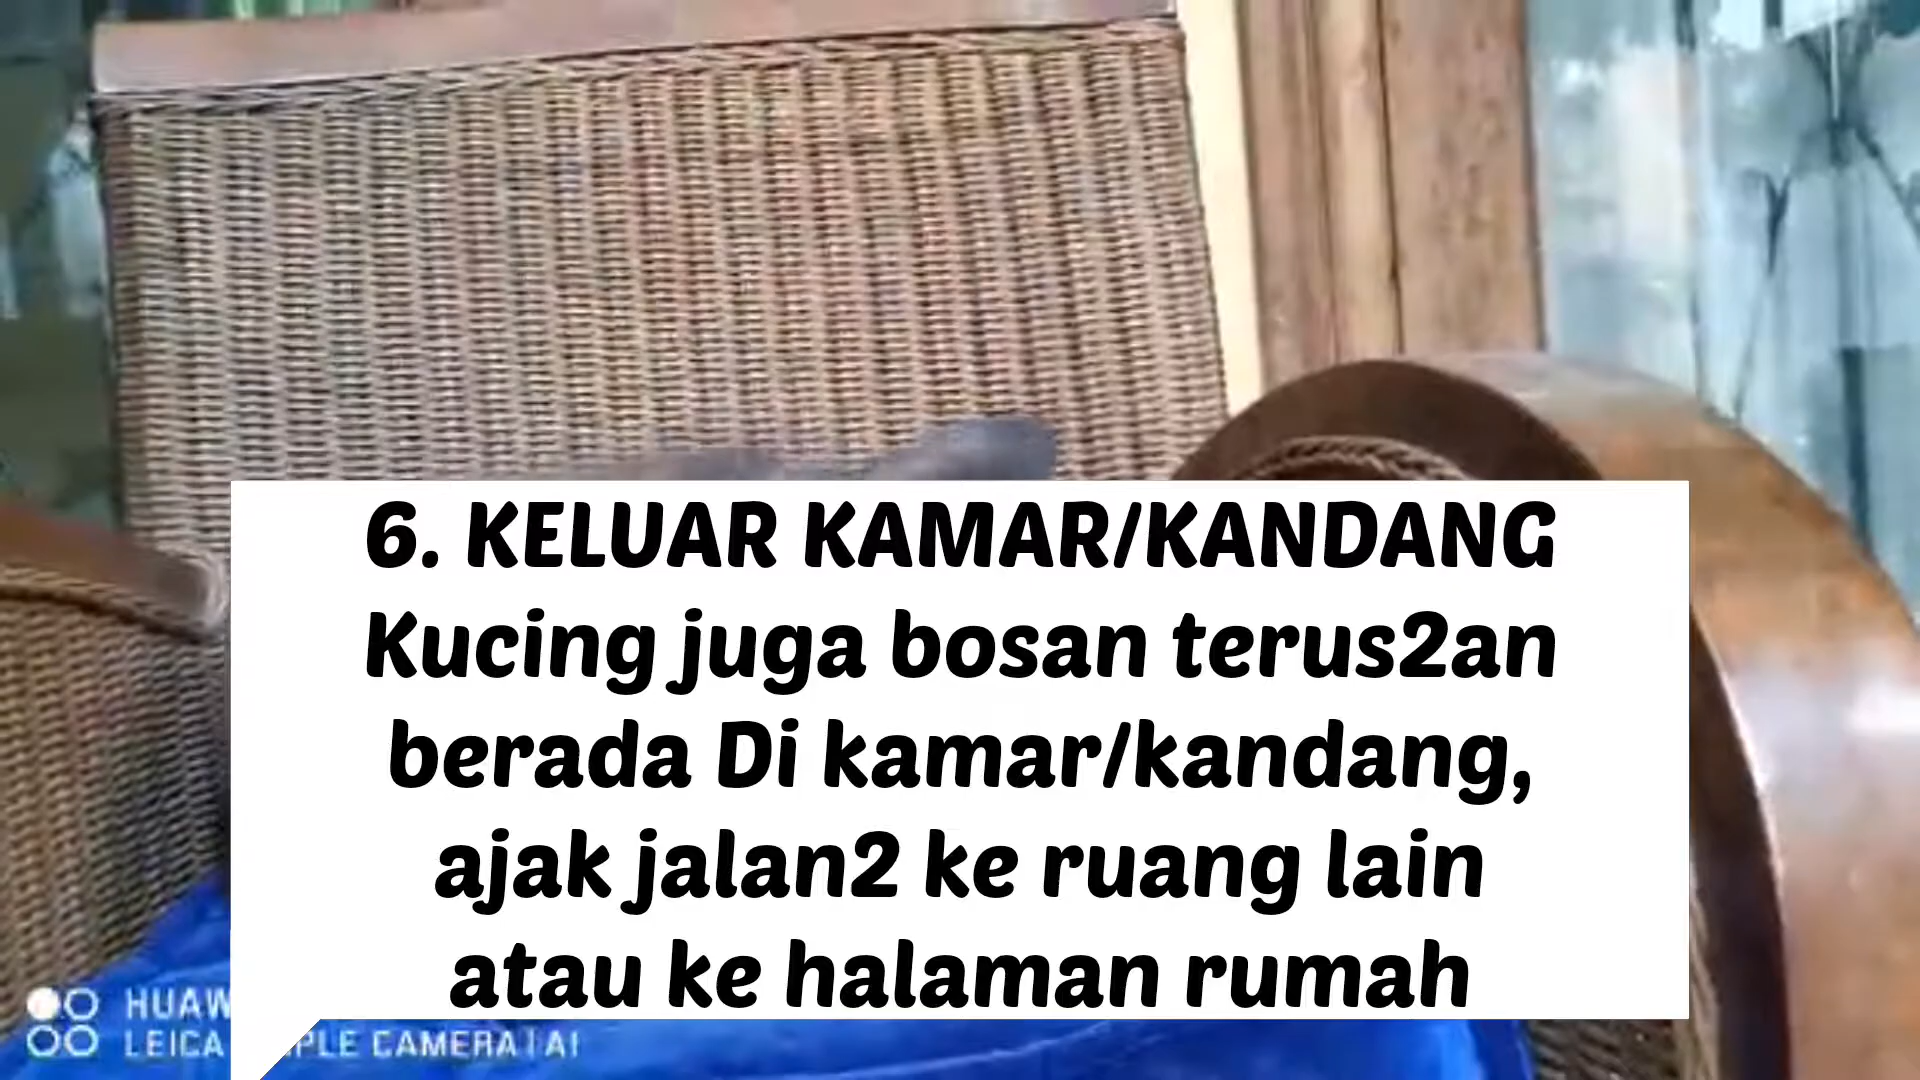 6. KELUAR KAMAR/KANDANG
Kucing juga bosan terus2an
berada Di kamar/kandang,
ajak jalan2 ke ruang lain
atau ke halaman rumah
LEICA
CAMERA | AI